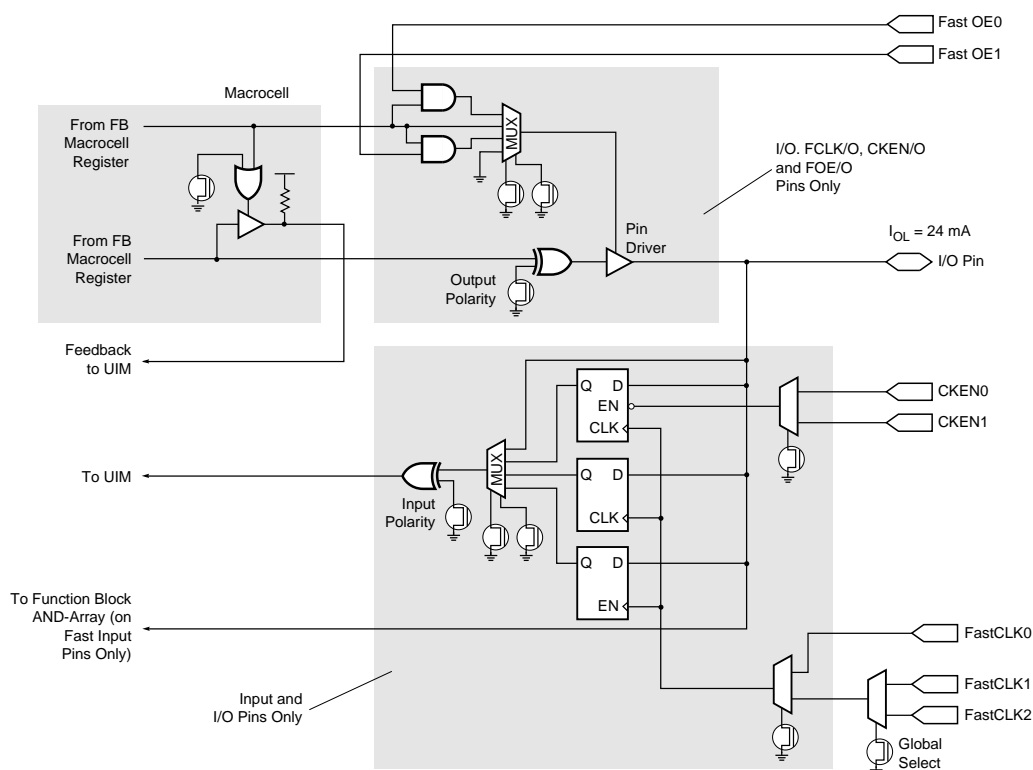 Fast OE0
Fast OE1
Macrocell
From FB
Macrocell
Register
MUX
I/O. FCLK/O, CKEN/O
and FOE/O
Pins Only
From FB
Macrocell
Register
Output
Polarity
Pin
Driver
IOL = 24 mA
I/O Pin
Feedback
to UIM
Q D
EN
CLK
CKEN0
CKEN1
To UIM
Input
Polarity
MUX
Q D
CLK
Q D
EN
To Function Block
AND-Array (on
Fast Input
Pins Only)
Input and
I/O Pins Only
FastCLK0
FastCLK1
FastCLK2
Global
Select